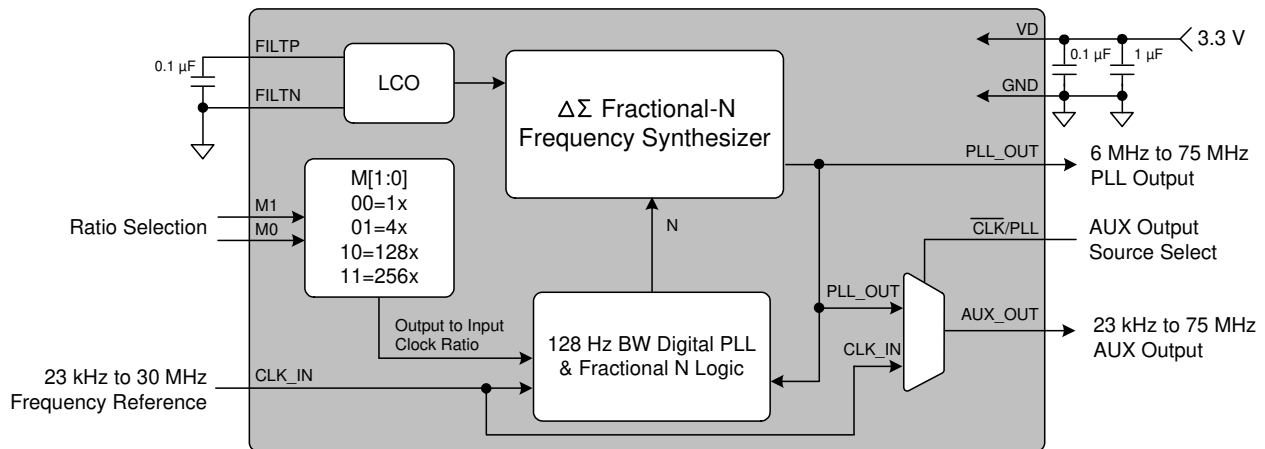 FILTP
0.1 µF
FILTN
LCO
ΔΣ Fractional-N
Frequency Synthesizer
VD
3.3 V
0.1 µF
1 µF
GND
PLL_OUT
6 MHz to 75 MHz
PLL Output
M[1:0]
00=1x
01=4x
10=128x
11=256x
Ratio Selection
M1
M0
N
CLK/PLL
AUX Output
Source Select
PLL_OUT
AUX_OUT
23 kHz to 75 MHz
AUX Output
Output to Input
Clock Ratio
128 Hz BW Digital PLL
& Fractional N Logic
CLK_IN
23 kHz to 30 MHz
Frequency Reference
CLK_IN